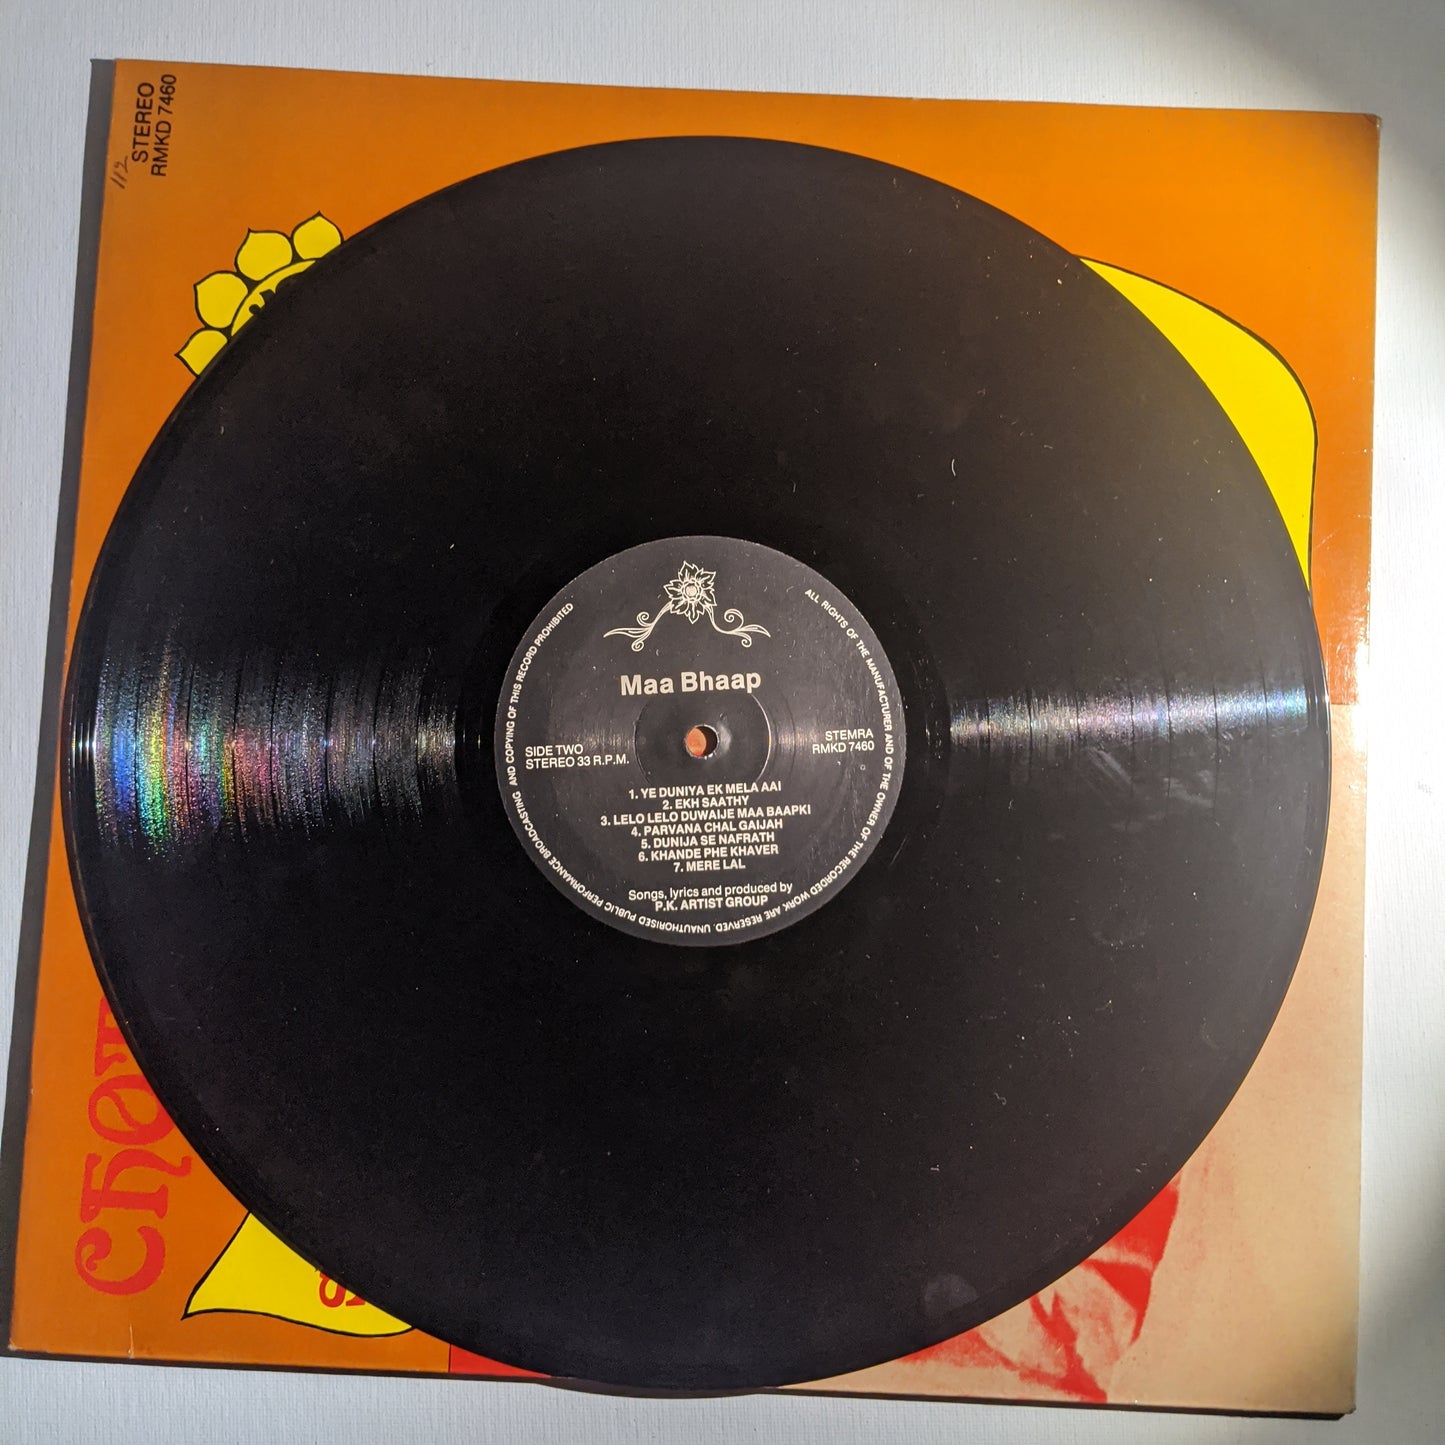 STEREO
RMKD 7460
112
Maa Bhaap
SIDE TWO
STEREO 33 R.P.M.
STEMRA
RMKD 7460
1. YE DUNIYA EK MELA AAI
2. EKH SAATHY
3. LELO LELO DUWAIJE MAA BAAPKI
4. PARVANA CHAL GAIJAH
5. DUNIJA SE NAFRATH
6. KHANDE PHE KHAVER
7. MERE LAL
Songs, lyrics and produced by
P.K. ARTIST GROUP
ALL RIGHTS OF THE MANUFACTURER AND OF THE OWNER OF THE RECORDED WORK ARE RESERVED. UNAUTHORISED PUBLIC PERFORMANCE BROADCASTING AND COPYING OF THIS RECORD PROHIBITED